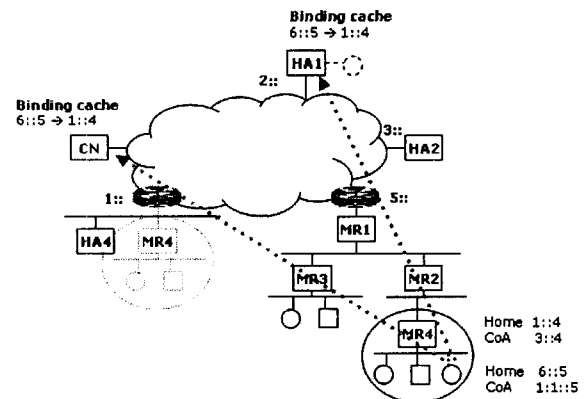 Binding cache
6::5 → 1::4
HA1
2::
Binding cache
6::5 → 1::4
CN
3::
HA2
1::
5::
HA4
MR4
MR1
MR3
MR2
MR4
Home 1::4
CoA 3::4
Home 6::5
CoA 1:1::5